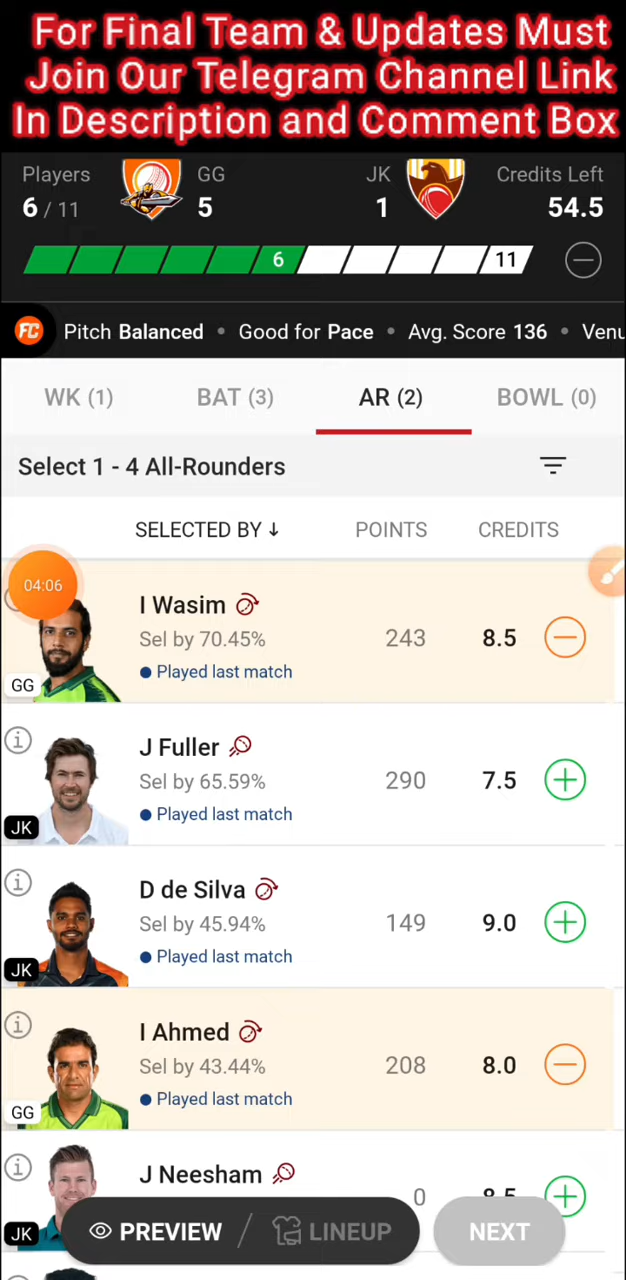 For Final Team & Updates Must
Join Our Telegram Channel Link
In Description and Comment Box
Players GG JK Credits Left
6 / 11 5 1 54.5
6 11
FC Pitch Balanced • Good for Pace • Avg. Score 136 • Venu
WK (1) BAT (3) AR (2) BOWL (0)
Select 1 - 4 All-Rounders
SELECTED BY ↓ POINTS CREDITS
04:06
I Wasim
Sel by 70.45% 243 8.5
Played last match
GG
J Fuller
Sel by 65.59% 290 7.5
Played last match
JK
D de Silva
Sel by 45.94% 149 9.0
Played last match
JK
I Ahmed
Sel by 43.44% 208 8.0
Played last match
GG
J Neesham
0 8.5
JK
PREVIEW / LINEUP NEXT